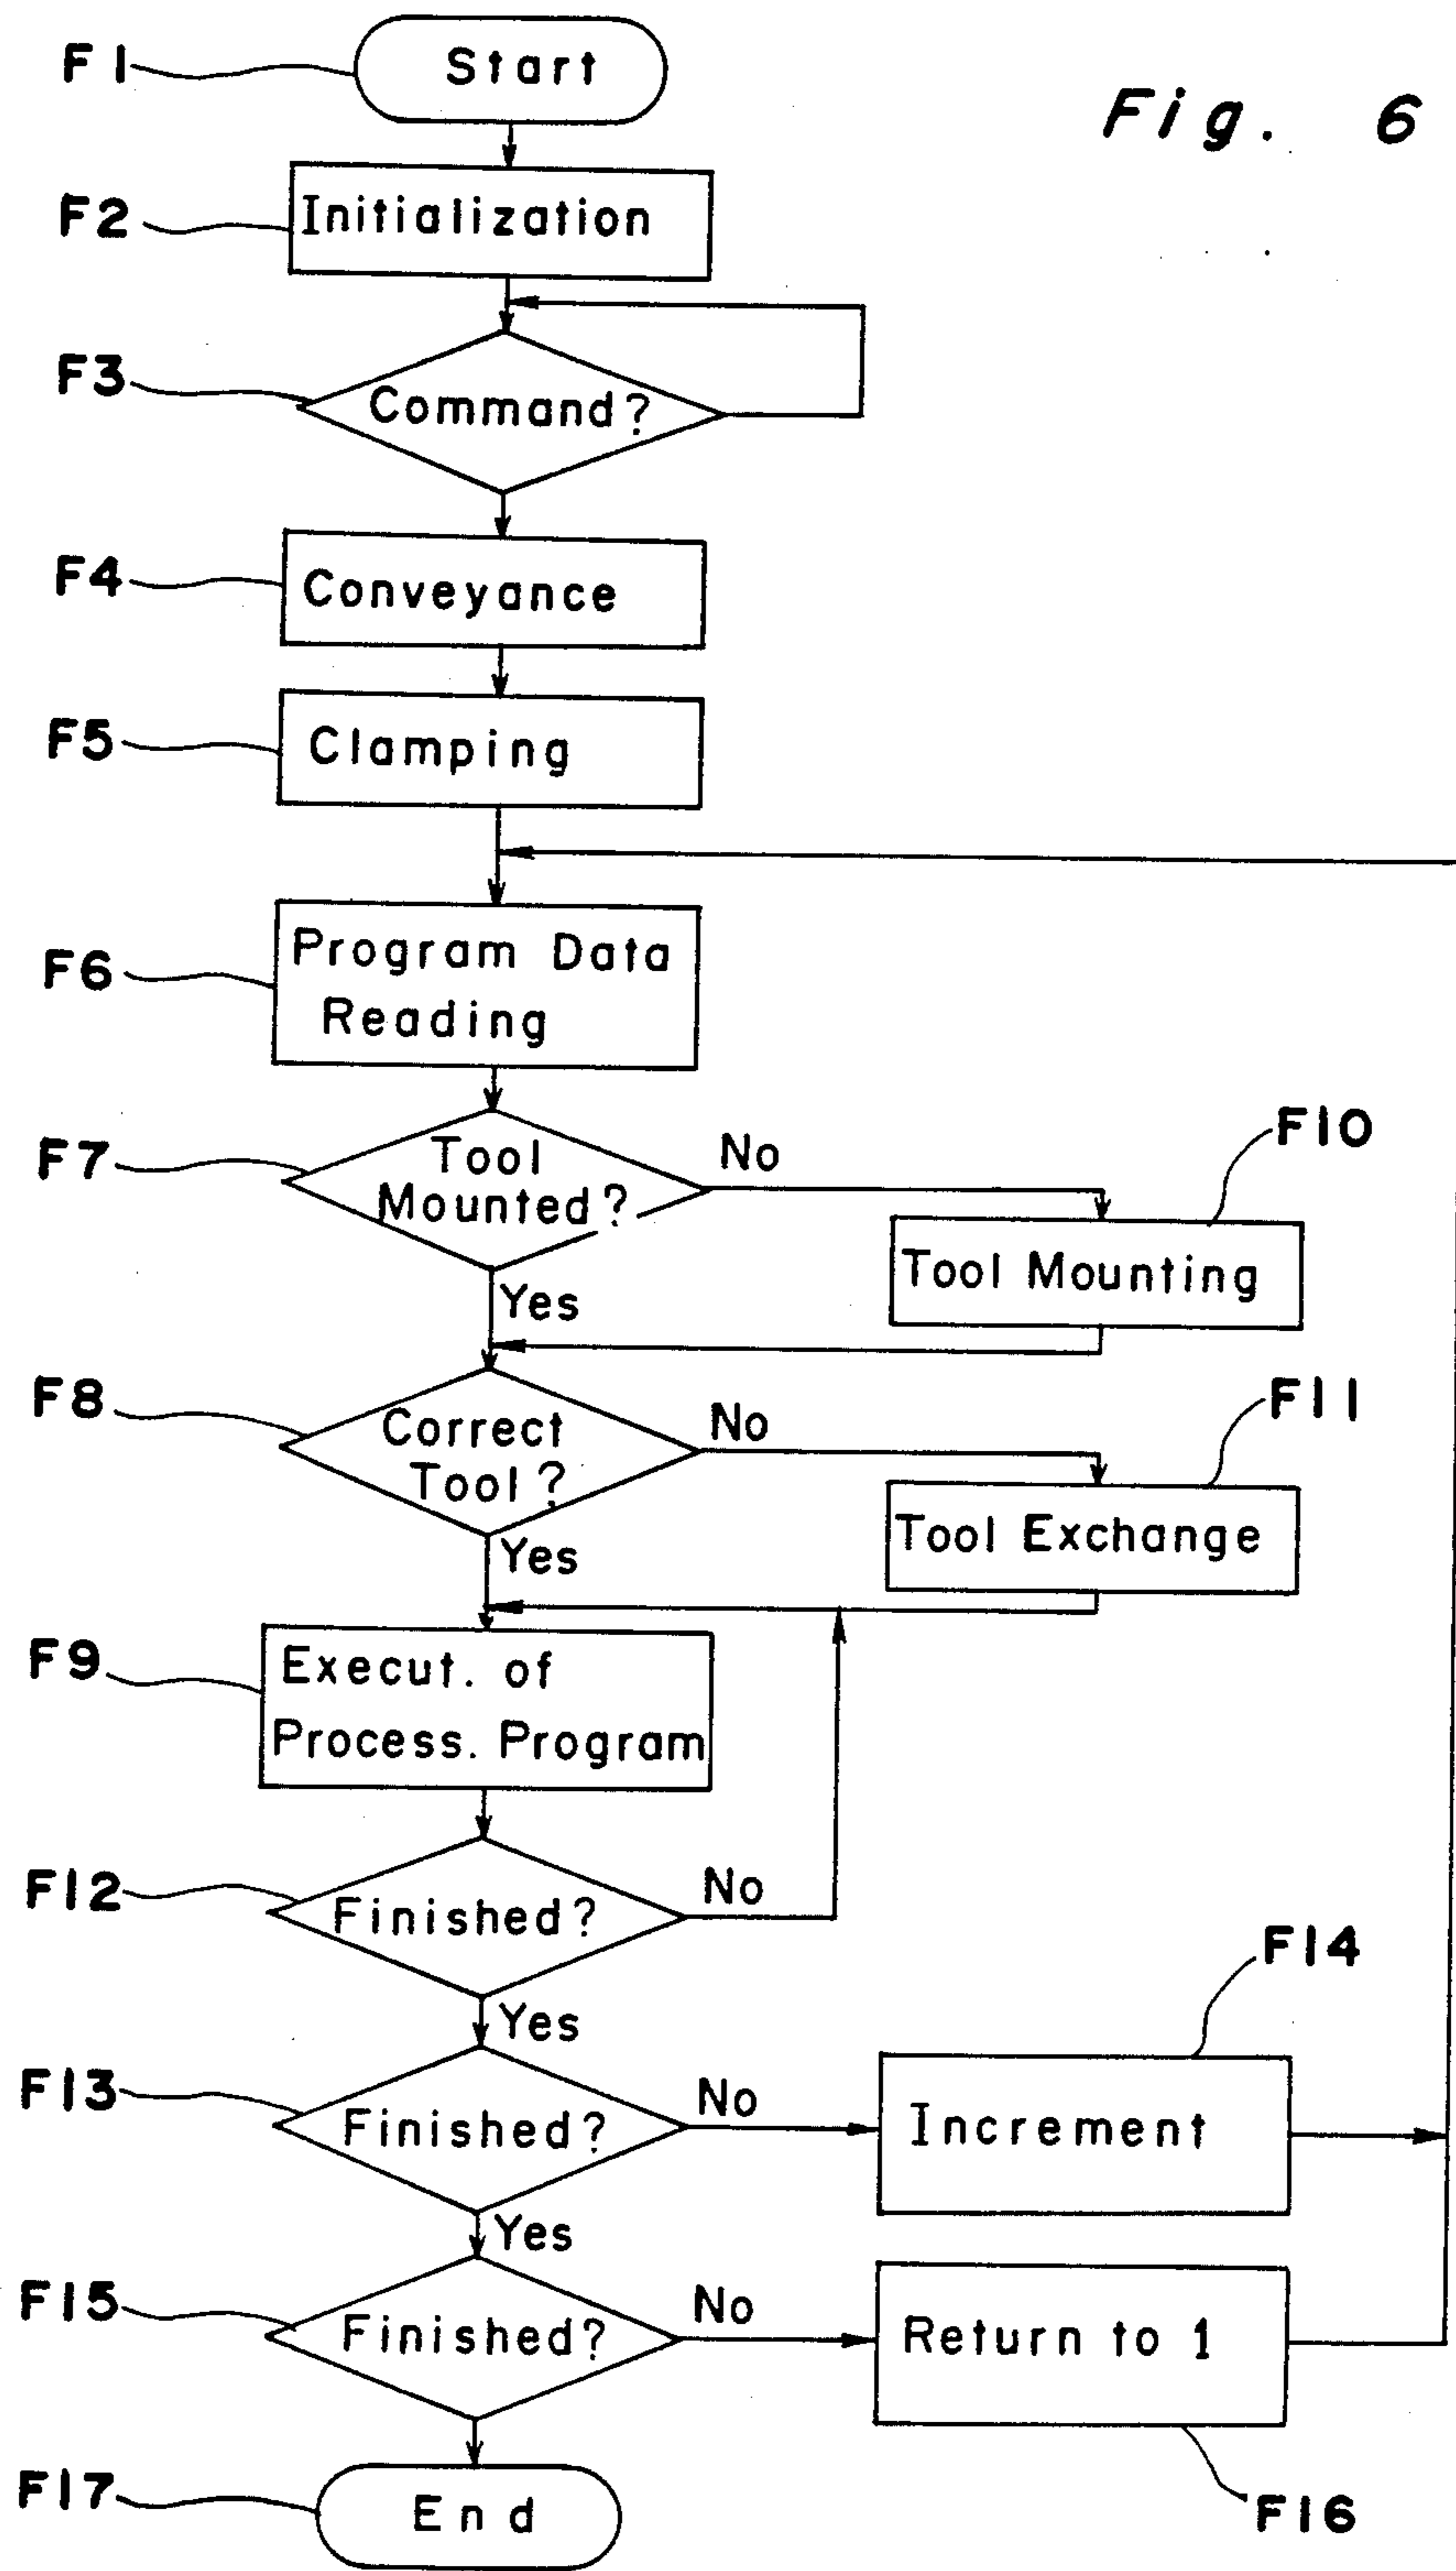 Fig. 6
F1
Start
F2
Initialization
F3
Command?
F4
Conveyance
F5
Clamping
F6
Program Data
Reading
F7
Tool
Mounted?
No
Yes
F10
Tool Mounting
F8
Correct
Tool?
No
Yes
F11
Tool Exchange
F9
Execut. of
Process. Program
F12
Finished?
No
Yes
F13
Finished?
No
Yes
F14
Increment
F15
Finished?
No
Return to 1
F16
F17
End